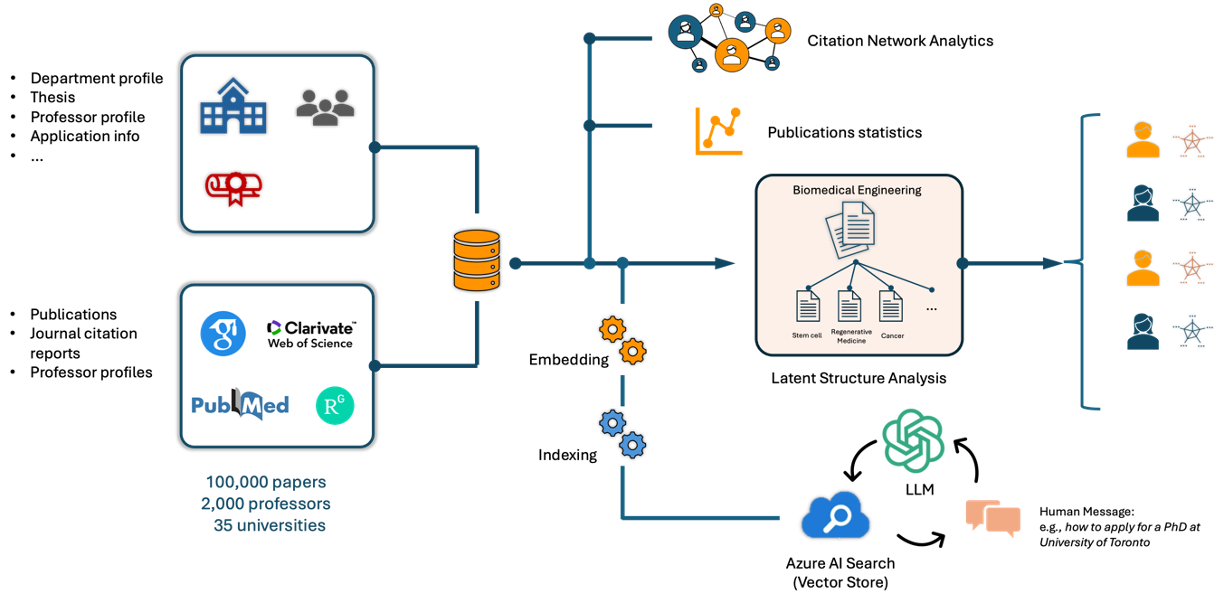 • Department profile
• Thesis
• Professor profile
• Application info
• ...
• Publications
• Journal citation
reports
• Professor profiles
Clarivate™
Web of Science
PubMed
RG
100,000 papers
2,000 professors
35 universities
Citation Network Analytics
Publications statistics
Biomedical Engineering
Stem cell
Regenerative
Medicine
Cancer
...
Latent Structure Analysis
Embedding
Indexing
LLM
Azure AI Search
(Vector Store)
Human Message:
e.g., how to apply for a PhD at
University of Toronto